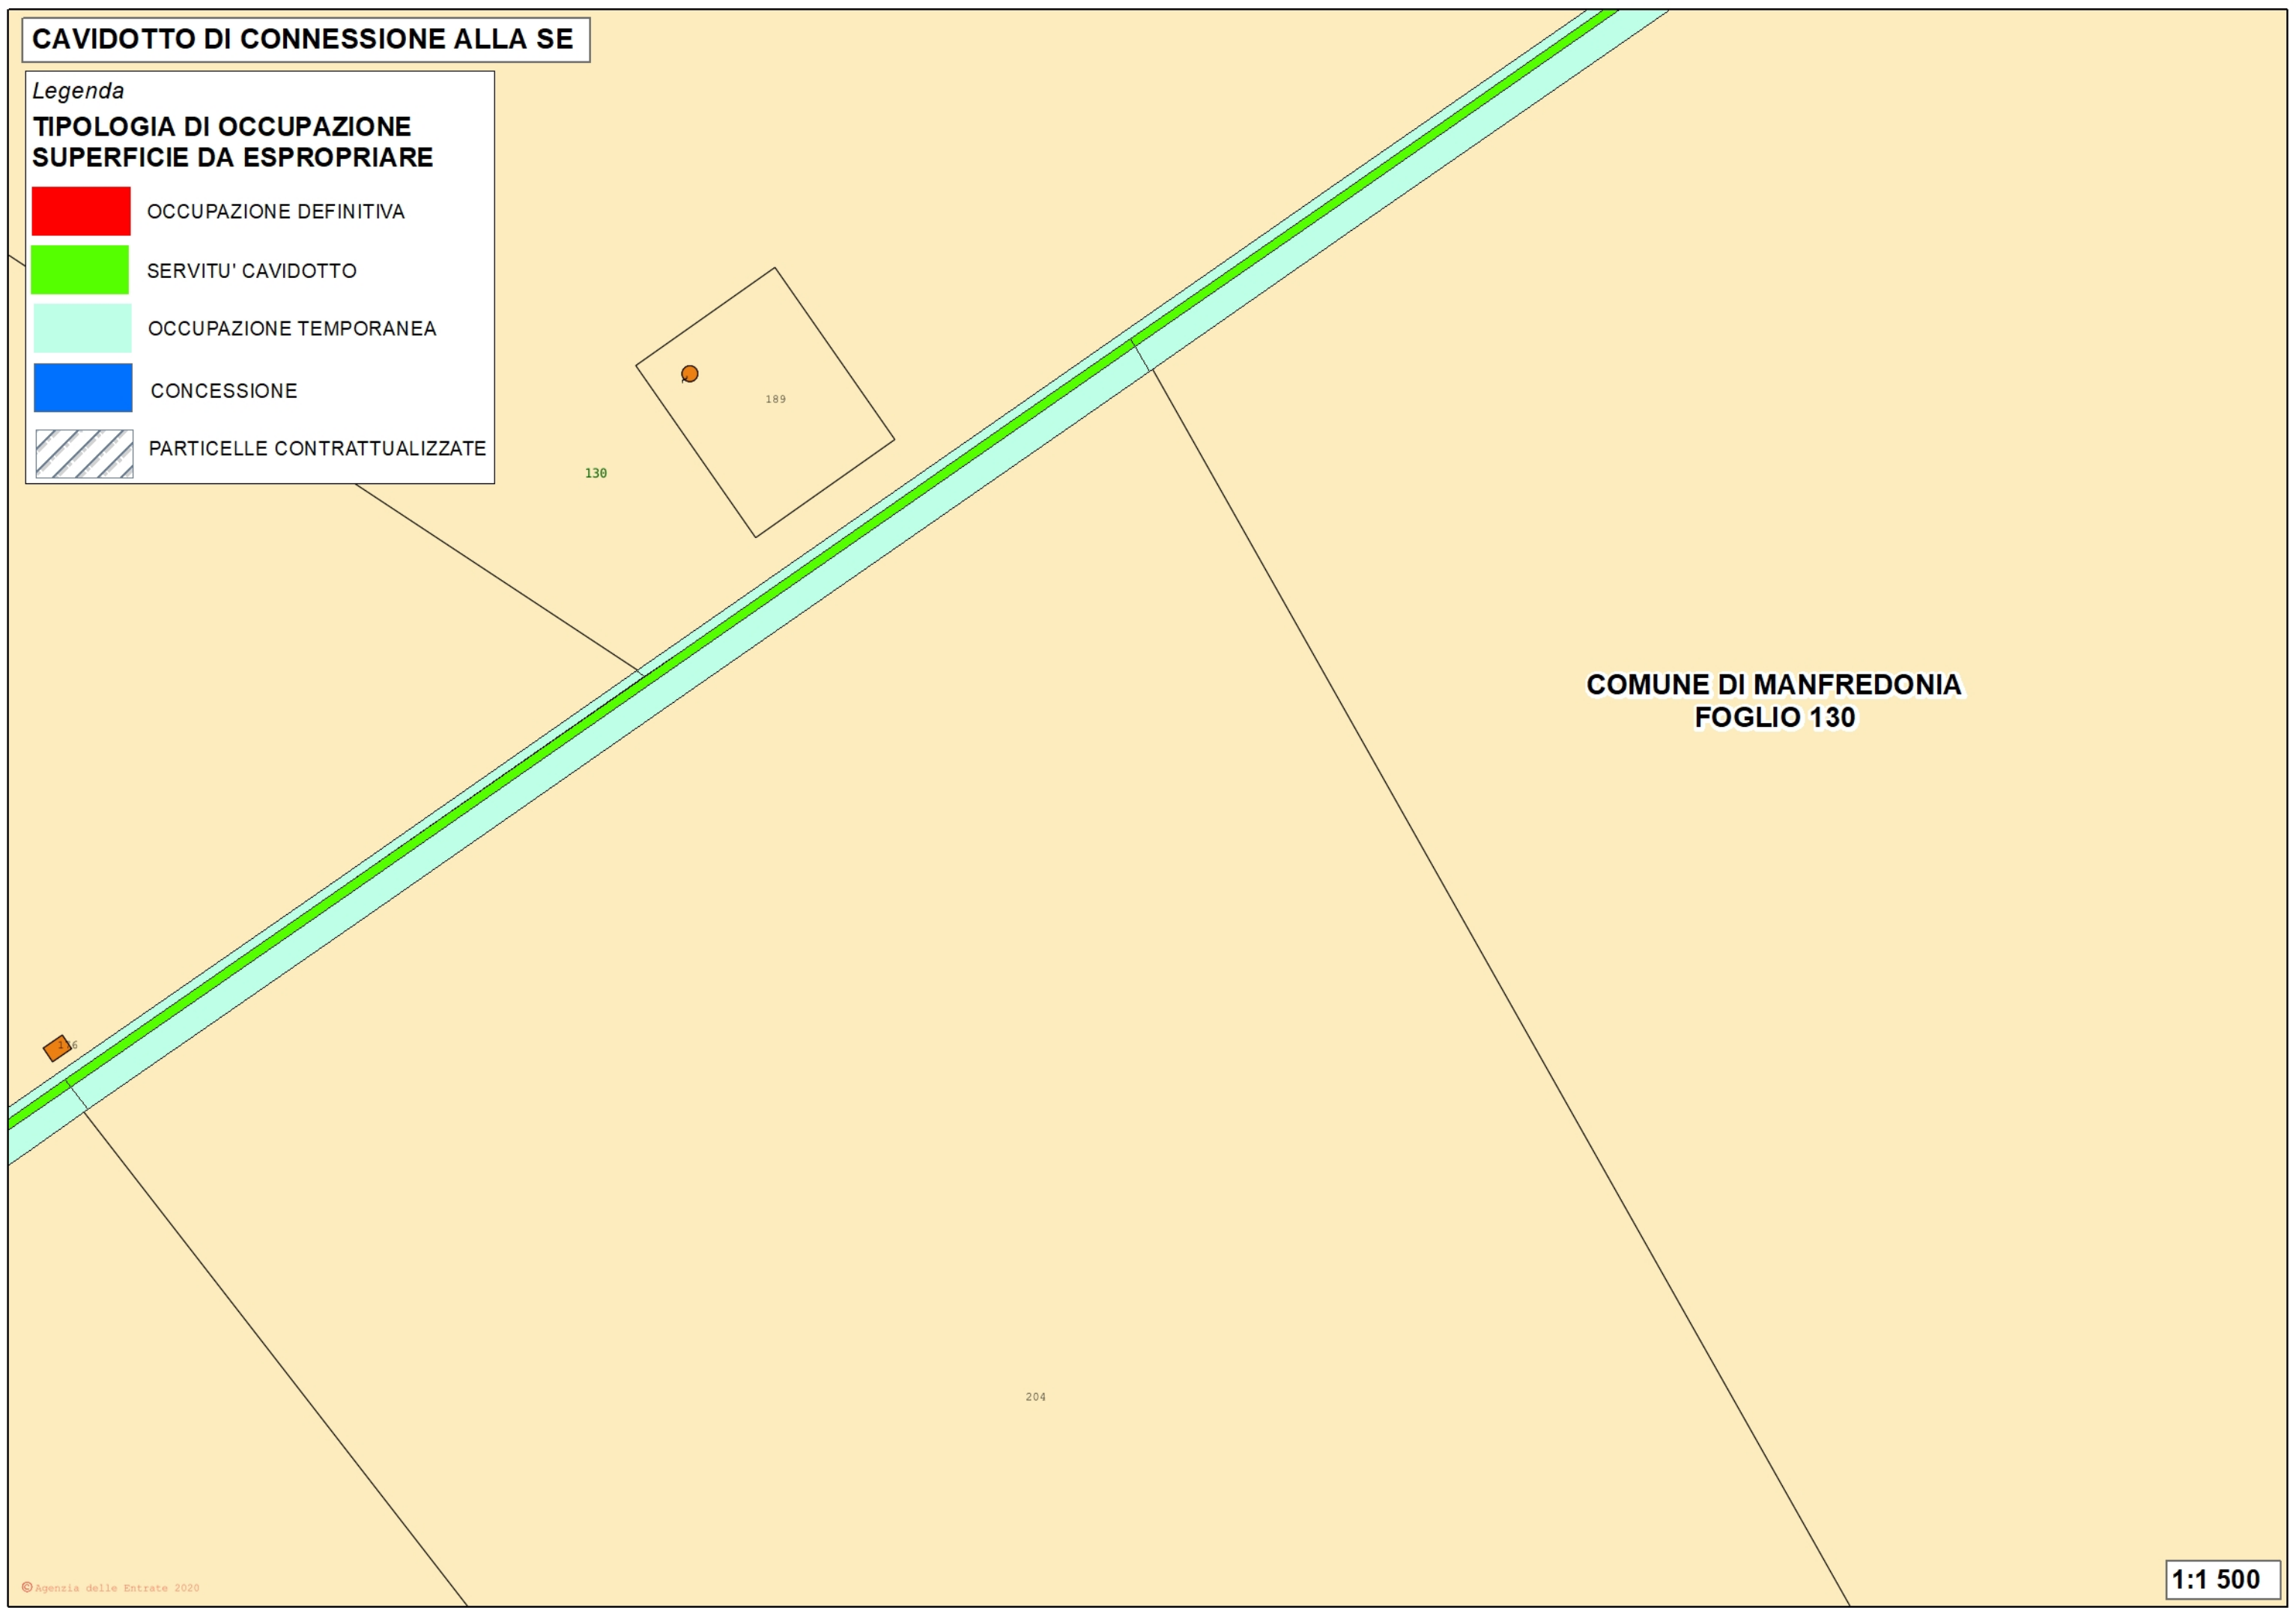 CAVIDOTTO DI CONNESSIONE ALLA SE
Legenda
TIPOLOGIA DI OCCUPAZIONE
SUPERFICIE DA ESPROPRIARE
OCCUPAZIONE DEFINITIVA
SERVITU' CAVIDOTTO
OCCUPAZIONE TEMPORANEA
CONCESSIONE
PARTICELLE CONTRATTUALIZZATE
189
130
COMUNE DI MANFREDONIA
FOGLIO 130
204
© Agenzia delle Entrate 2020
1:1 500